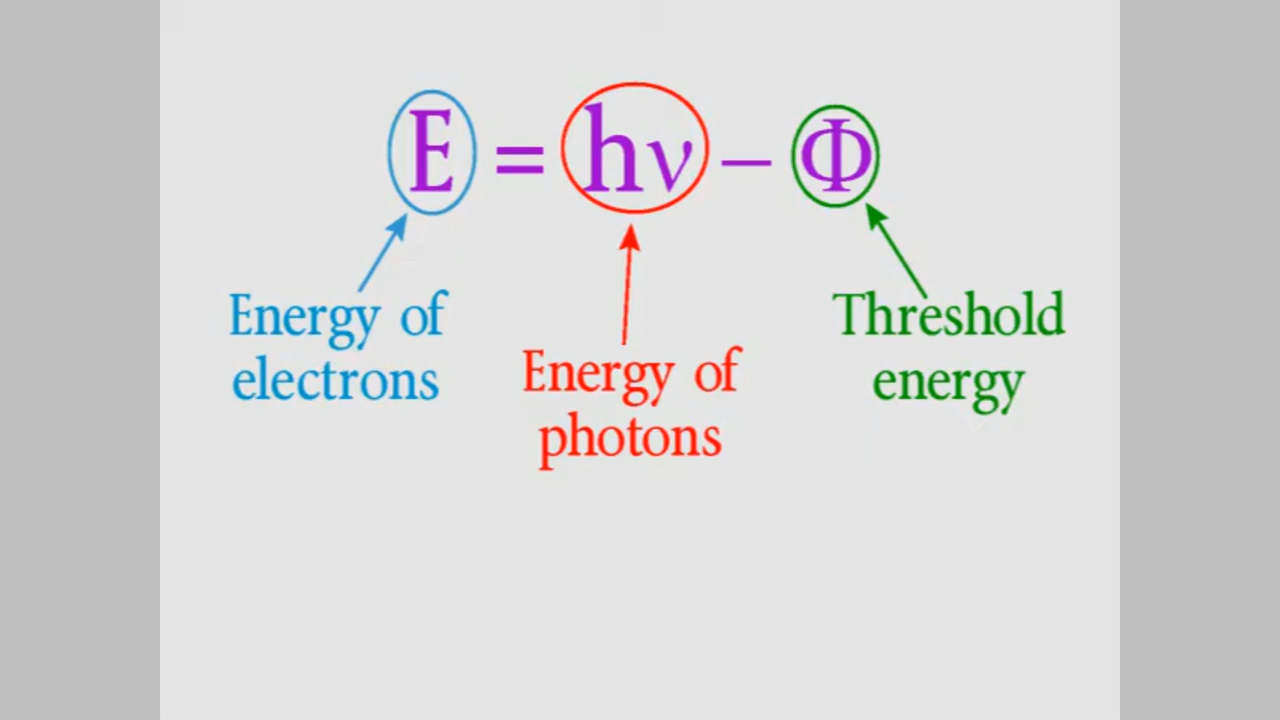 E = hν – Φ
Energy of
electrons
Energy of
photons
Threshold
energy